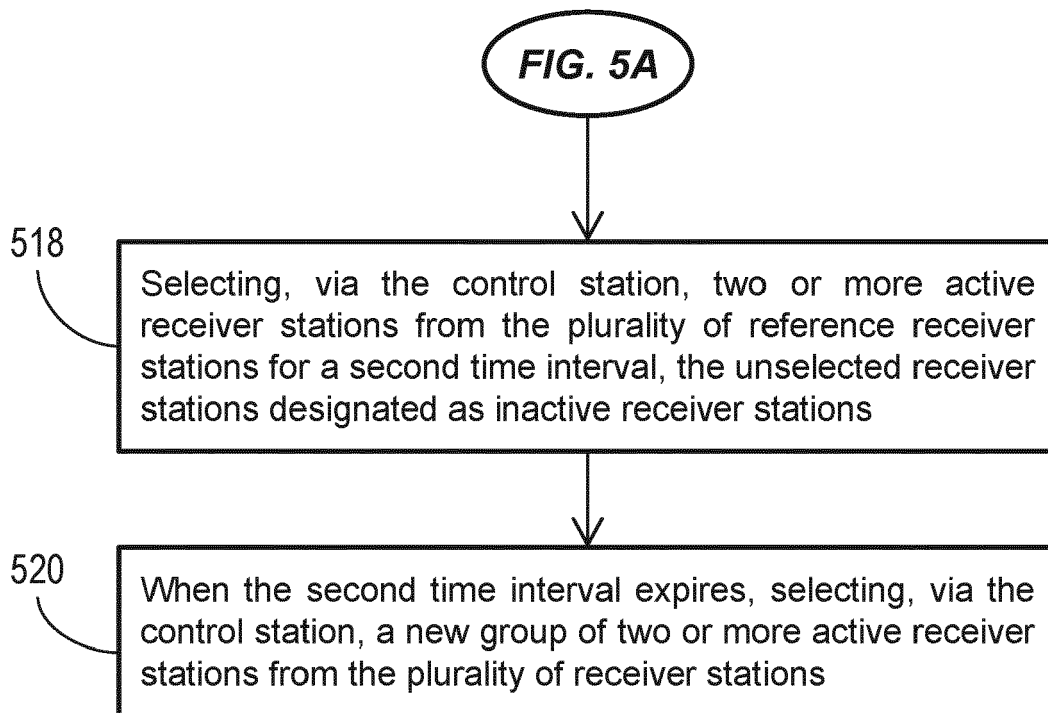 FIG. 5A
518
Selecting, via the control station, two or more active
receiver stations from the plurality of reference receiver
stations for a second time interval, the unselected receiver
stations designated as inactive receiver stations
520
When the second time interval expires, selecting, via the
control station, a new group of two or more active receiver
stations from the plurality of receiver stations